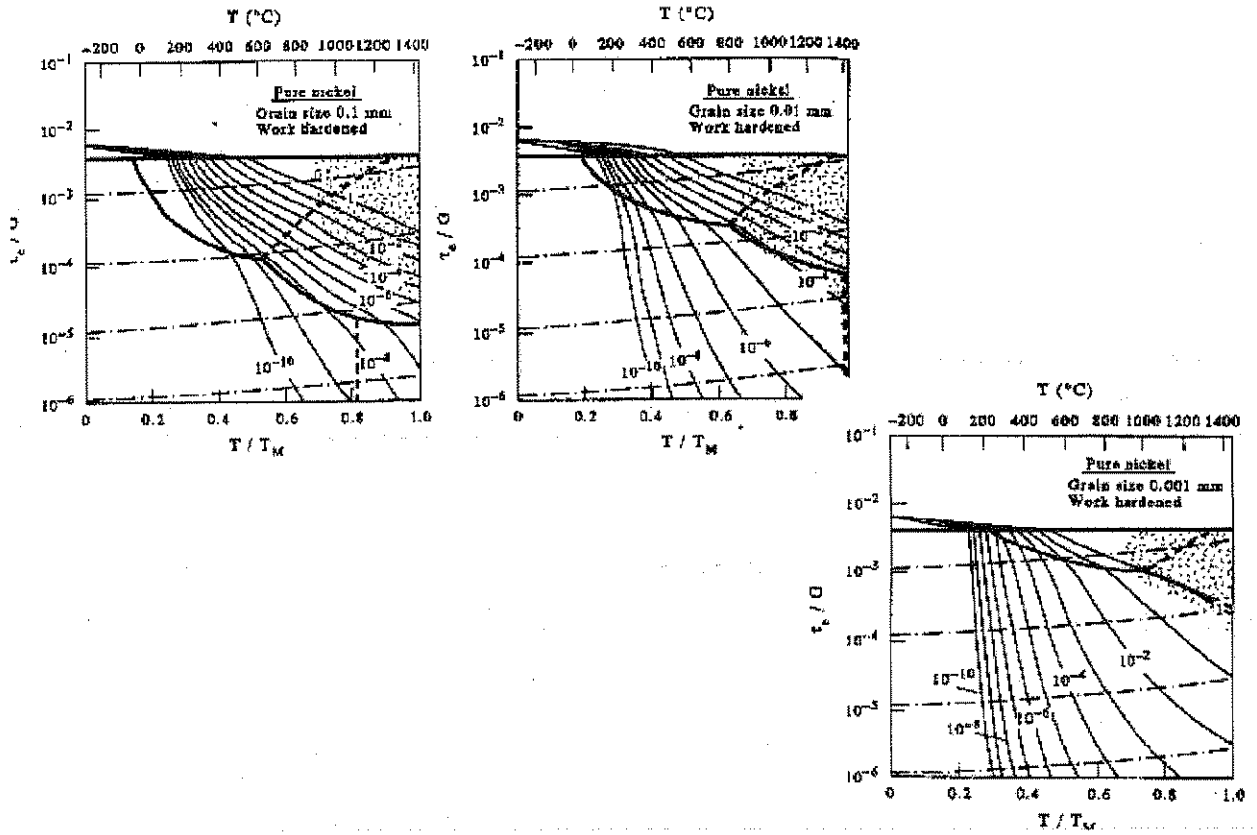 T (°C)
-200 0 200 400 600 800 1000 1200 1400
10⁻¹
Pure nickel
Grain size 0.1 mm
Work hardened
10⁻²
10⁻³
10⁻⁴
10⁻⁵
10⁻⁶
10⁻⁶
10⁻⁸
10⁻¹⁰
0 0.2 0.4 0.6 0.8 1.0
T / T_M
T (°C)
-200 0 200 400 600 800 1000 1400
10⁻¹
Pure nickel
Grain size 0.01 mm
Work hardened
10⁻²
10⁻³
10⁻⁴
10⁻⁵
10⁻⁶
τ_s / G
10⁻¹⁰
10⁻⁸
10⁻⁶
0 0.2 0.4 0.6 0.8
T / T_M
T (°C)
-200 0 200 400 600 800 1000 1200 1400
10⁻¹
Pure nickel
Grain size 0.001 mm
Work hardened
10⁻²
10⁻³
10⁻⁴
10⁻⁵
10⁻⁶
τ_s / G
10⁻²
10⁻⁴
10⁻¹⁰
10⁻⁶
10⁻⁸
0 0.2 0.4 0.6 0.8 1.0
T / T_M